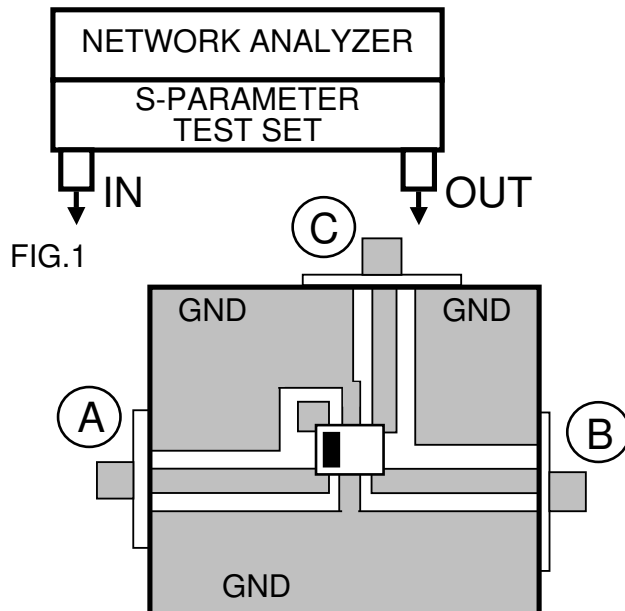 NETWORK ANALYZER
S-PARAMETER
TEST SET
IN
OUT
FIG.1
C
GND
GND
A
B
GND